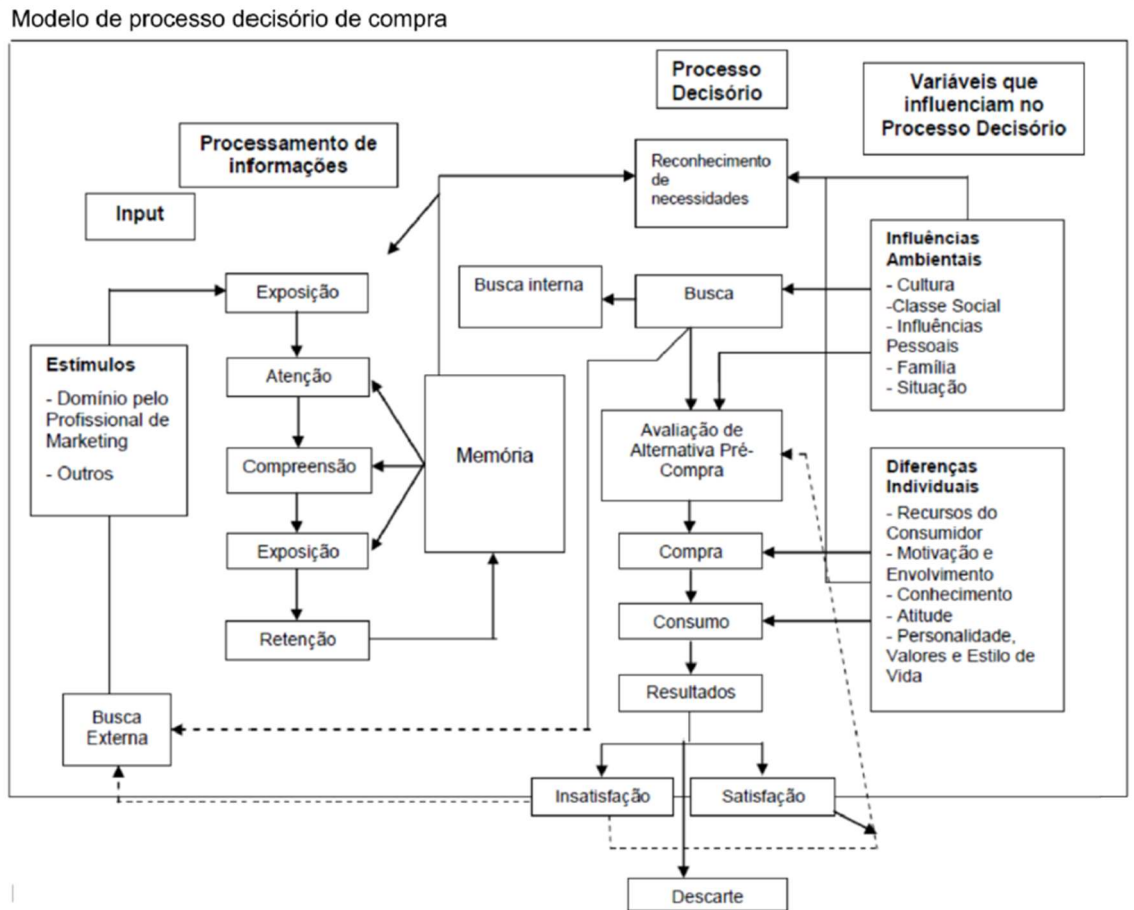 Modelo de processo decisório de compra
Processo
Decisório
Variáveis que
influenciam no
Processo Decisório
Processamento de
informações
Input
Reconhecimento
de
necessidades
Influências
Ambientais
- Cultura
-Classe Social
- Influências
Pessoais
- Família
- Situação
Busca interna
Busca
Exposição
Estímulos
- Domínio pelo
Profissional de
Marketing
- Outros
Atenção
Compreensão
Exposição
Retenção
Memória
Avaliação de
Alternativa Pré-
Compra
Diferenças
Individuais
- Recursos do
Consumidor
- Motivação e
Envolvimento
- Conhecimento
- Atitude
- Personalidade,
Valores e Estilo de
Vida
Compra
Consumo
Resultados
Busca
Externa
Insatisfação
Satisfação
Descarte